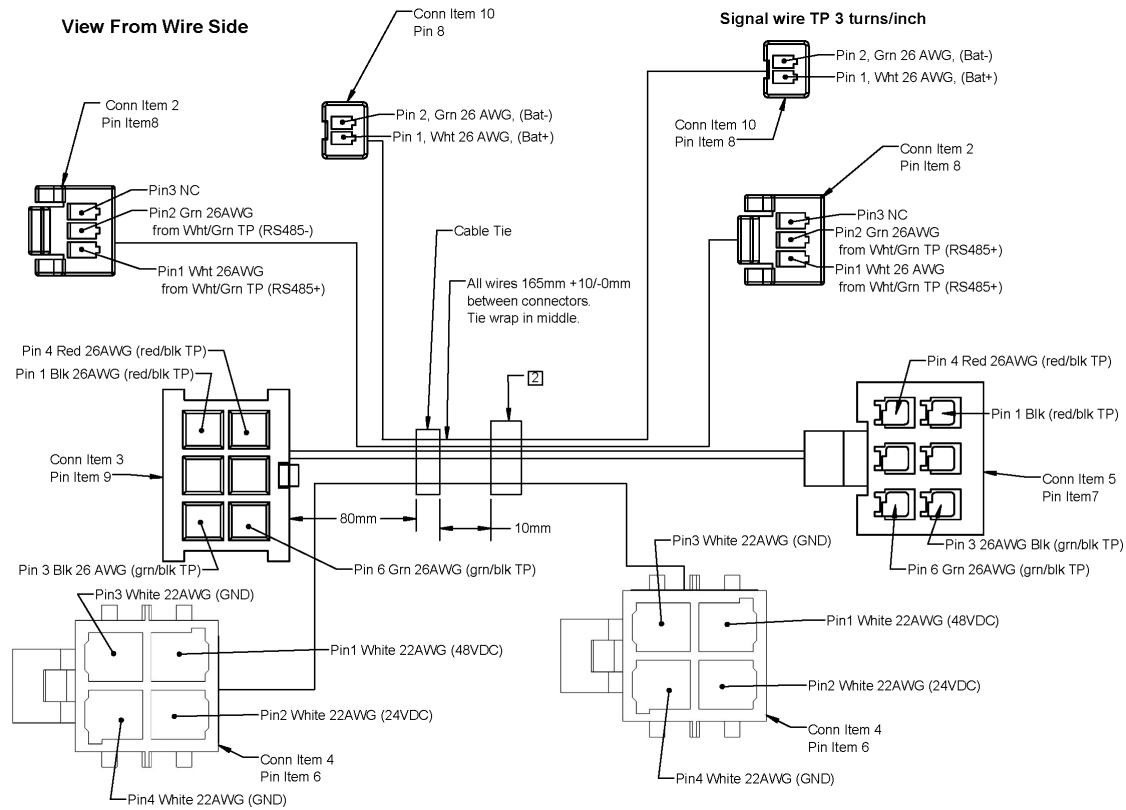 View From Wire Side
Conn Item 10
Pin 8
Signal wire TP 3 turns/inch
Pin 2, Grn 26 AWG, (Bat-)
Pin 1, Wht 26 AWG, (Bat+)
Conn Item 2
Pin Item8
Pin 2, Grn 26 AWG, (Bat-)
Pin 1, Wht 26 AWG, (Bat+)
Conn Item 10
Pin Item 8
Conn Item 2
Pin Item 8
Pin3 NC
Pin2 Grn 26AWG
from Wht/Grn TP (RS485-)
Pin1 Wht 26AWG
from Wht/Grn TP (RS485+)
Cable Tie
Pin3 NC
Pin2 Grn 26AWG
from Wht/Grn TP (RS485+)
Pin1 Wht 26 AWG
from Wht/Grn TP (RS485+)
All wires 165mm +10/-0mm
between connectors.
Tie wrap in middle.
Pin 4 Red 26AWG (red/blk TP)
Pin 1 Blk 26AWG (red/blk TP)
2
Pin 4 Red 26AWG (red/blk TP)
Pin 1 Blk (red/blk TP)
Conn Item 3
Pin Item 9
Conn Item 5
Pin Item7
80mm
10mm
Pin 3 Blk 26 AWG (grn/blk TP)
Pin 6 Grn 26AWG (grn/blk TP)
Pin3 White 22AWG (GND)
Pin 3 26AWG Blk (grn/blk TP)
Pin 6 Grn 26AWG (grn/blk TP)
Pin3 White 22AWG (GND)
Pin1 White 22AWG (48VDC)
Pin2 White 22AWG (24VDC)
Conn Item 4
Pin Item 6
Pin4 White 22AWG (GND)
Pin1 White 22AWG (48VDC)
Pin2 White 22AWG (24VDC)
Conn Item 4
Pin Item 6
Pin4 White 22AWG (GND)